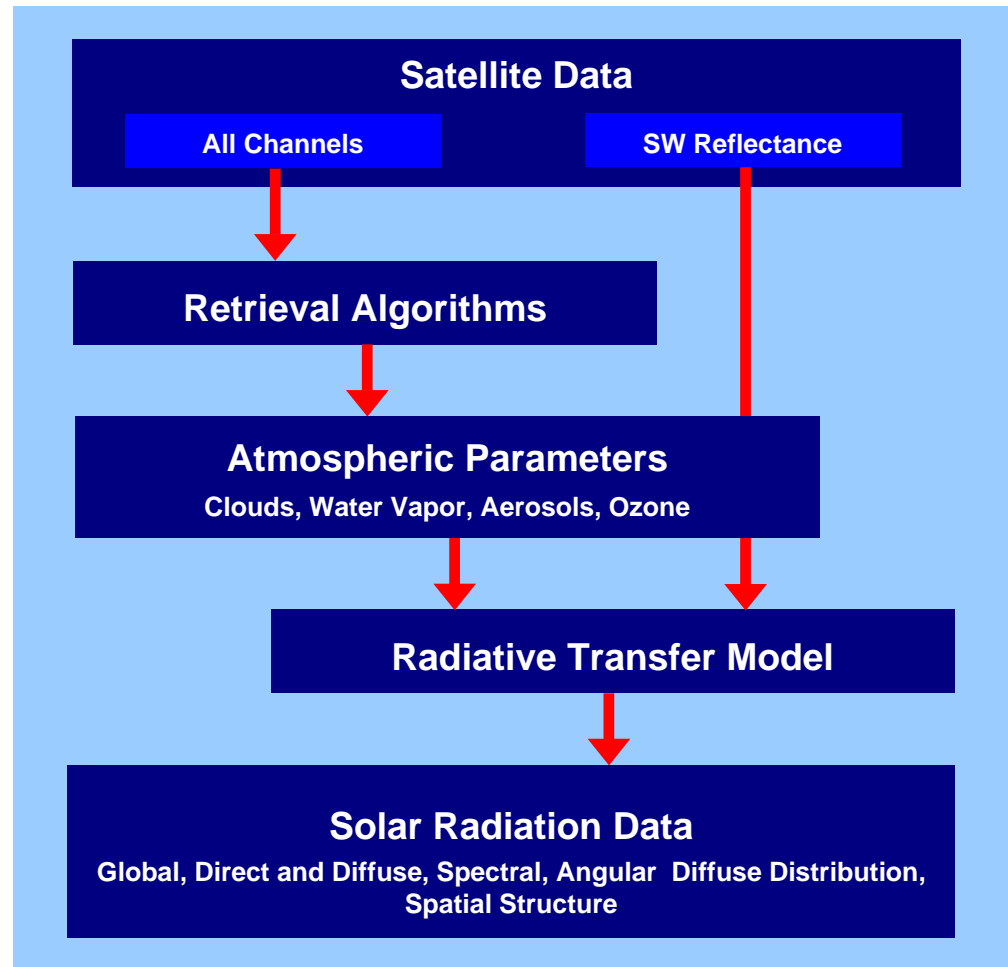 Satellite Data
All Channels
SW Reflectance
Retrieval Algorithms
Atmospheric Parameters
Clouds, Water Vapor, Aerosols, Ozone
Radiative Transfer Model
Solar Radiation Data
Global, Direct and Diffuse, Spectral, Angular Diffuse Distribution,
Spatial Structure